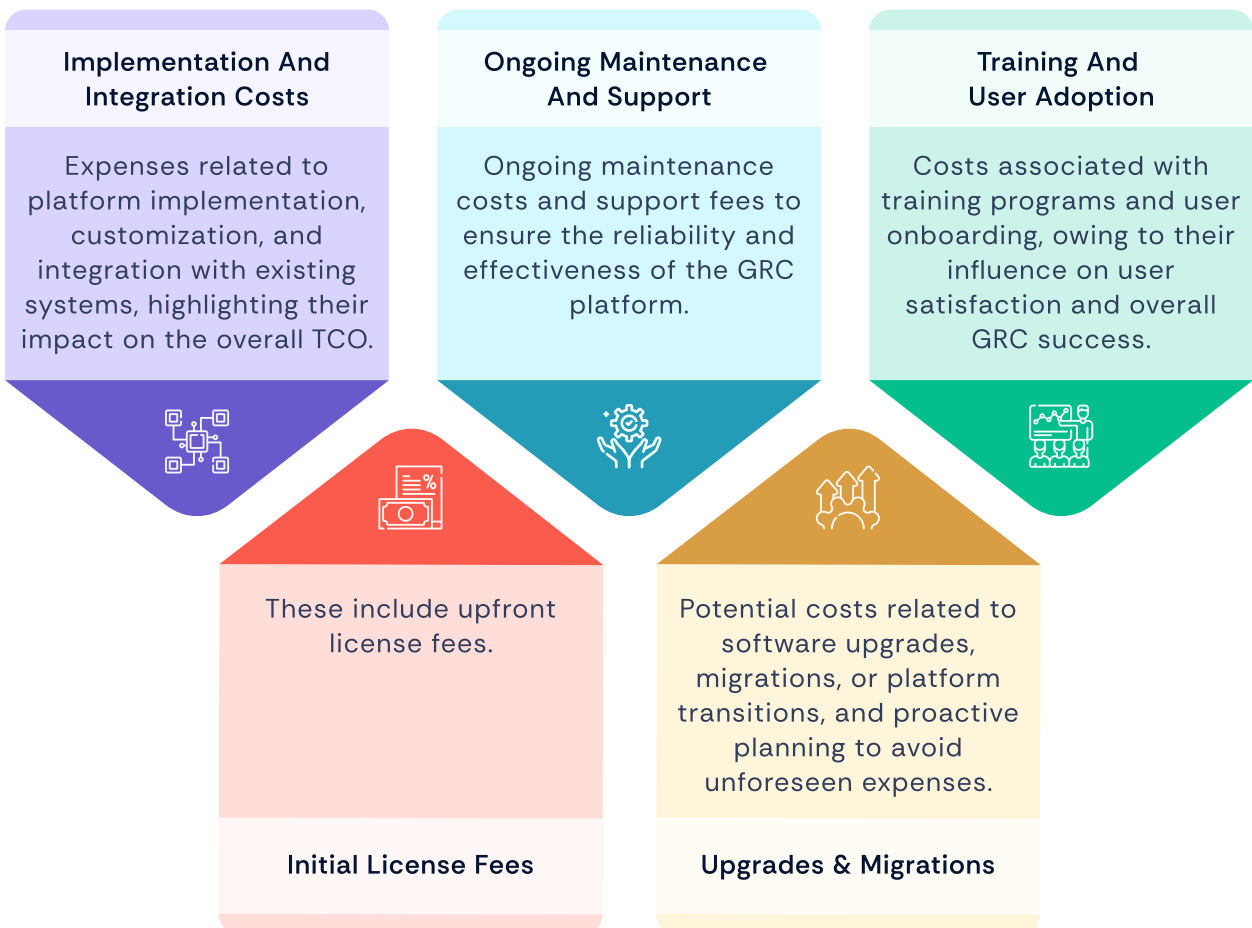 Implementation And
Integration Costs
Expenses related to
platform implementation,
customization, and
integration with existing
systems, highlighting their
impact on the overall TCO.
Ongoing Maintenance
And Support
Ongoing maintenance
costs and support fees to
ensure the reliability and
effectiveness of the GRC
platform.
Training And
User Adoption
Costs associated with
training programs and user
onboarding, owing to their
influence on user
satisfaction and overall
GRC success.
%
These include upfront
license fees.
Initial License Fees
Potential costs related to
software upgrades,
migrations, or platform
transitions, and proactive
planning to avoid
unforeseen expenses.
Upgrades & Migrations